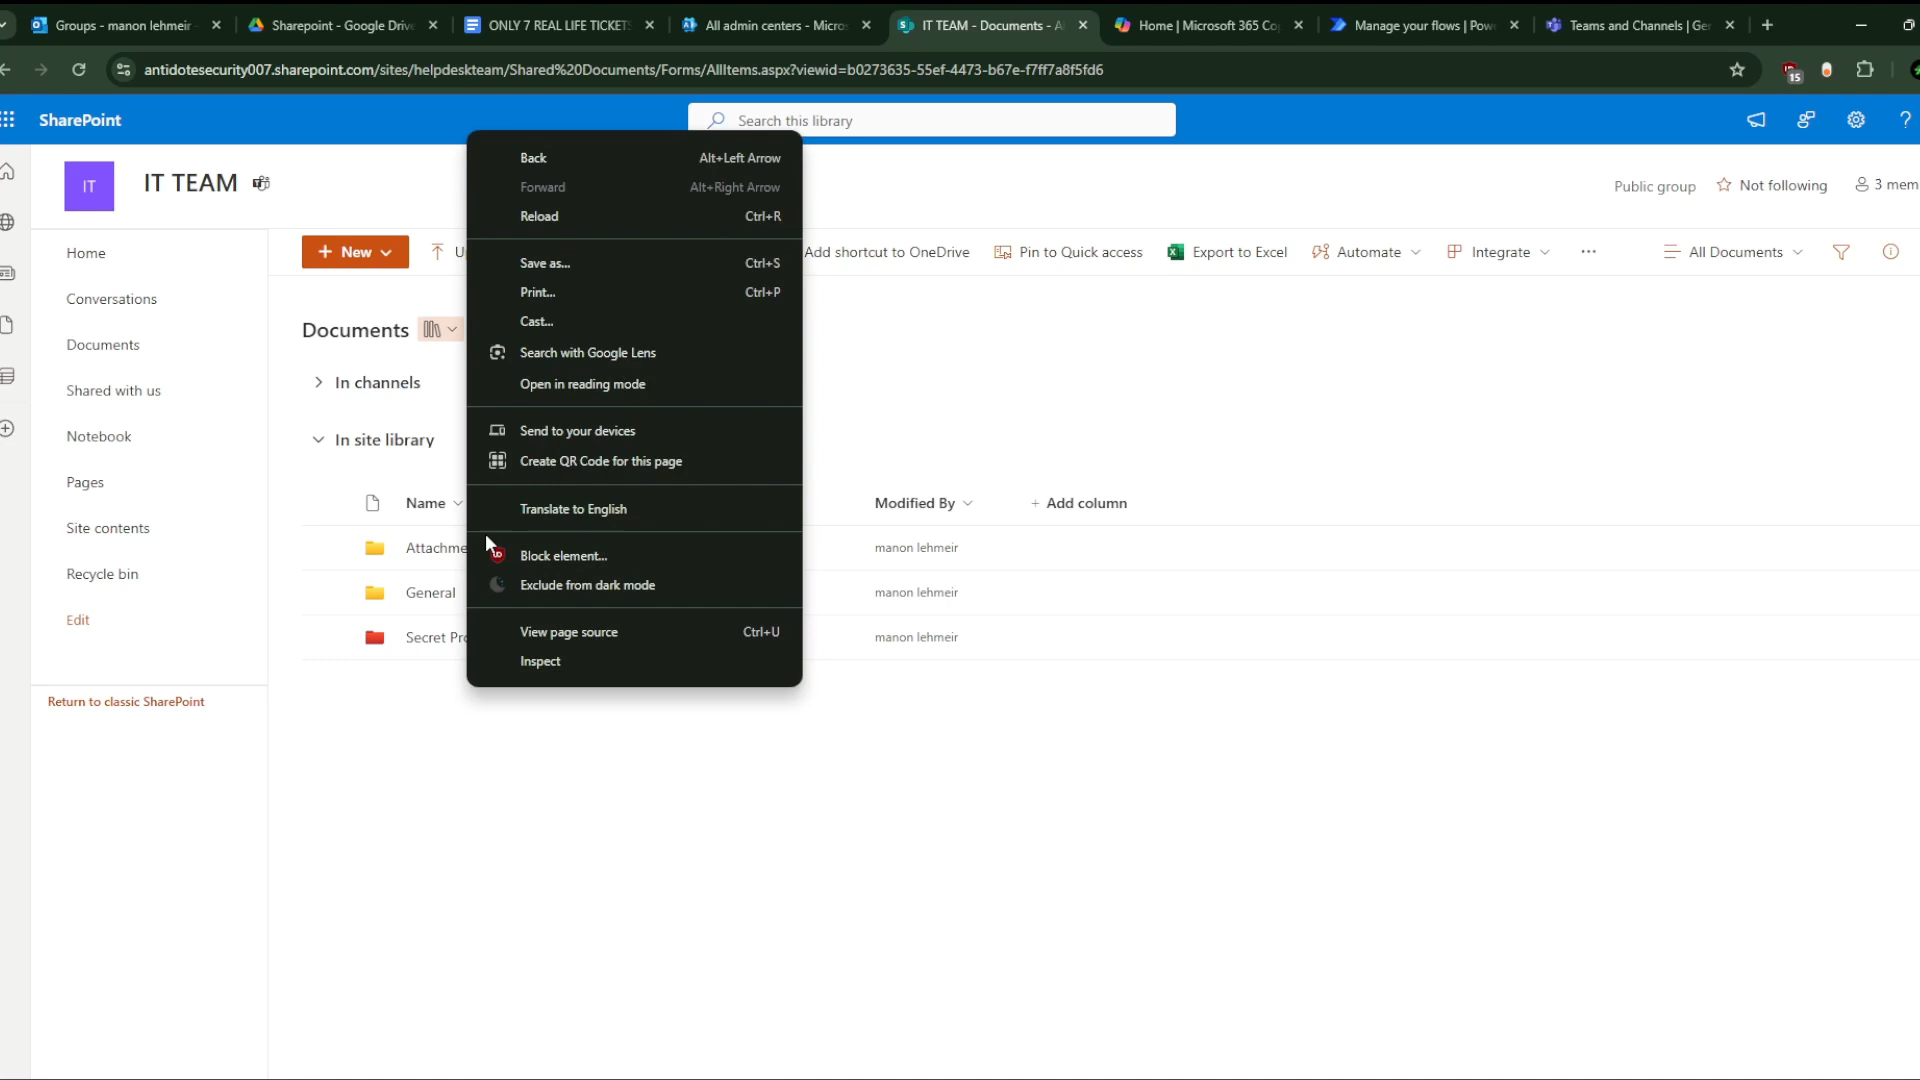 Groups - manon lehmeir
Sharepoint - Google Drive
ONLY 7 REAL LIFE TICKETS
All admin centers - Micros
IT TEAM - Documents - A
Home | Microsoft 365 Co
Manage your flows | Pow
Teams and Channels | Ge
antidotesecurity007.sharepoint.com/sites/helpdeskteam/Shared%20Documents/Forms/AllItems.aspx?viewid=b0273635-55ef-4473-b67e-f7ff7a8f5fd6
15
SharePoint
Search this library
?
IT
IT TEAM
Public group
Not following
3 mem
Back Alt+Left Arrow
Forward Alt+Right Arrow
Reload Ctrl+R
Save as... Ctrl+S
Print... Ctrl+P
Cast...
Search with Google Lens
Open in reading mode
Send to your devices
Create QR Code for this page
Translate to English
Block element...
Exclude from dark mode
View page source Ctrl+U
Inspect
Home
Conversations
Documents
Shared with us
Notebook
Pages
Site contents
Recycle bin
Edit
Return to classic SharePoint
+ New
Up
Add shortcut to OneDrive
Pin to Quick access
Export to Excel
Automate
Integrate
...
All Documents
Documents
In channels
In site library
Name
Modified By
+ Add column
Attachme
manon lehmeir
General
manon lehmeir
Secret Pro
manon lehmeir